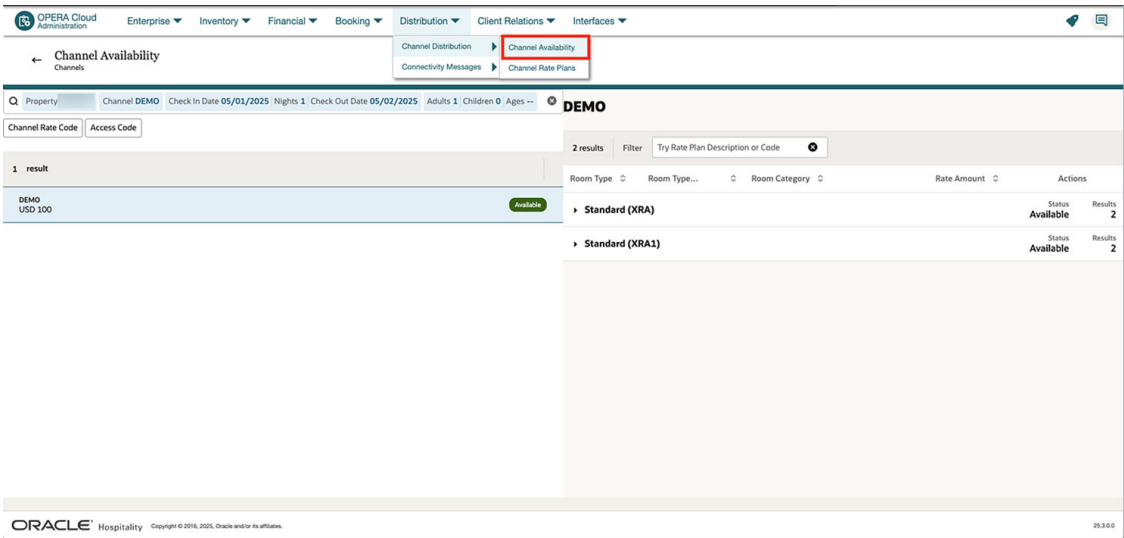 OPERA Cloud
Administration
Enterprise Inventory Financial Booking Distribution Client Relations Interfaces
Channel Distribution
Connectivity Messages
Channel Availability
Channel Rate Plans
Channel Availability
Channels
Property Channel DEMO Check In Date 05/01/2025 Nights 1 Check Out Date 05/02/2025 Adults 1 Children 0 Ages --
Channel Rate Code Access Code
1 result
DEMO
USD 100
Available
DEMO
2 results Filter Try Rate Plan Description or Code
Room Type Room Type... Room Category Rate Amount Actions
Standard (XRA) Status Available Results 2
Standard (XRA1) Status Available Results 2
ORACLE Hospitality Copyright © 2016, 2025, Oracle and/or its affiliates. 25.3.0.0